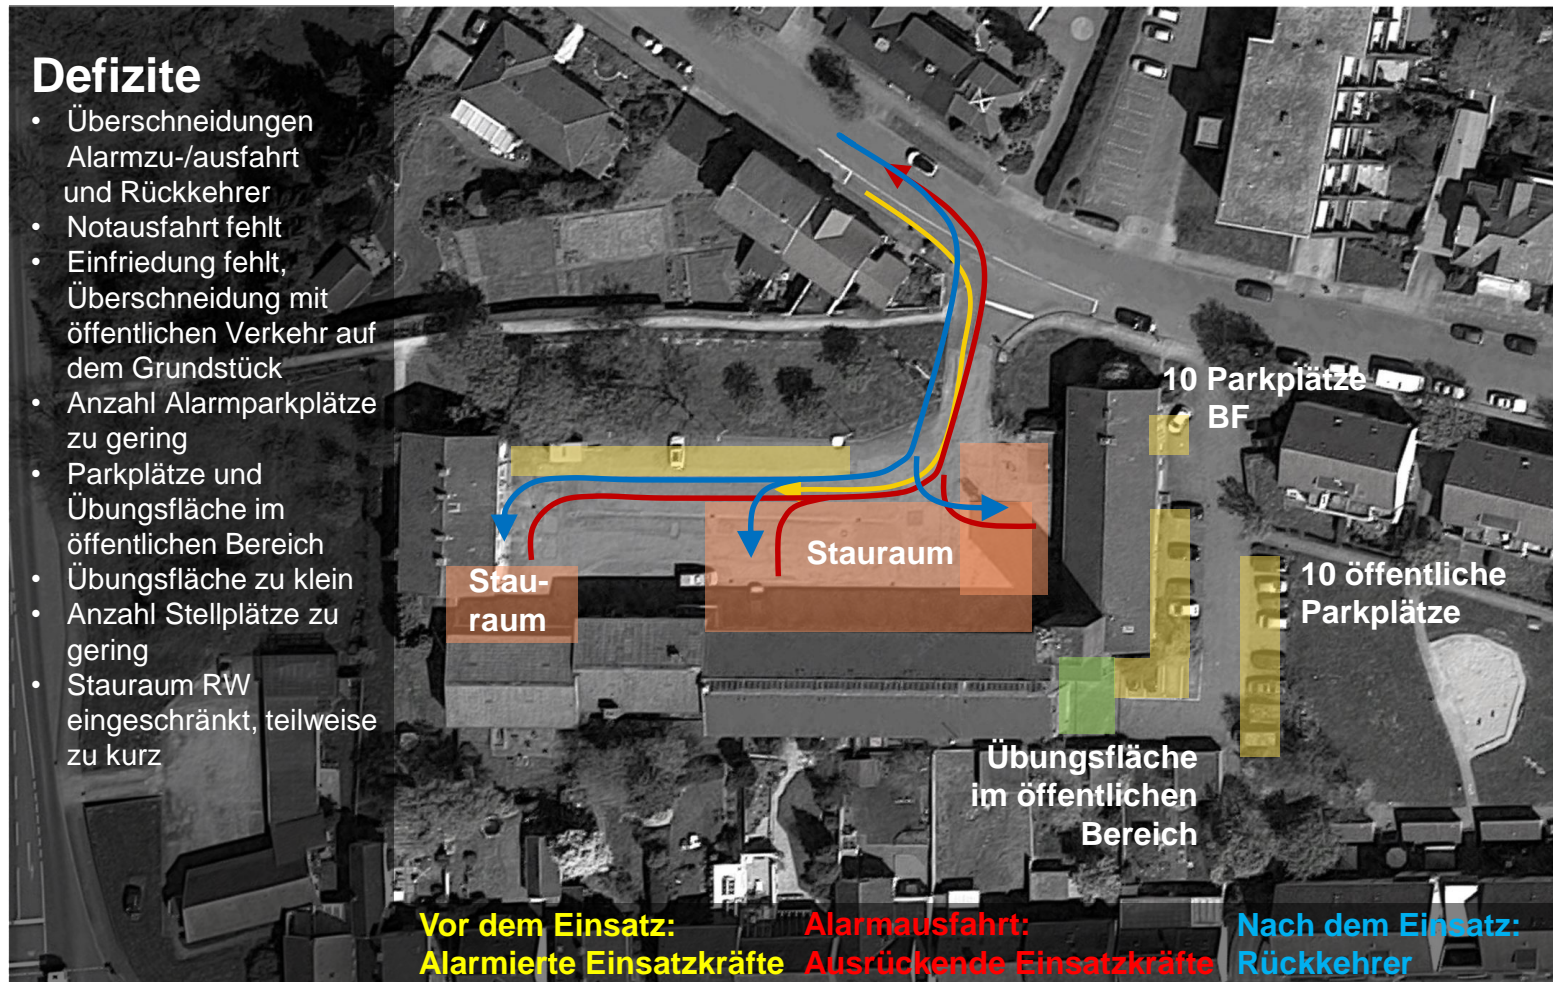 Defizite
• Überschneidungen
Alarmzu-/ausfahrt
und Rückkehrer
• Notausfahrt fehlt
• Einfriedung fehlt,
Überschneidung mit
öffentlichen Verkehr auf
dem Grundstück
• Anzahl Alarmparkplätze
zu gering
• Parkplätze und
Übungsfläche im
öffentlichen Bereich
• Übungsfläche zu klein
• Anzahl Stellplätze zu
gering
• Stauraum RW
eingeschränkt, teilweise
zu kurz
10 Parkplätze
BF
Stauraum
Stau-
raum
10 öffentliche
Parkplätze
Übungsfläche
im öffentlichen
Bereich
Vor dem Einsatz:
Alarmierte Einsatzkräfte
Alarmausfahrt:
Ausrückende Einsatzkräfte
Nach dem Einsatz:
Rückkehrer